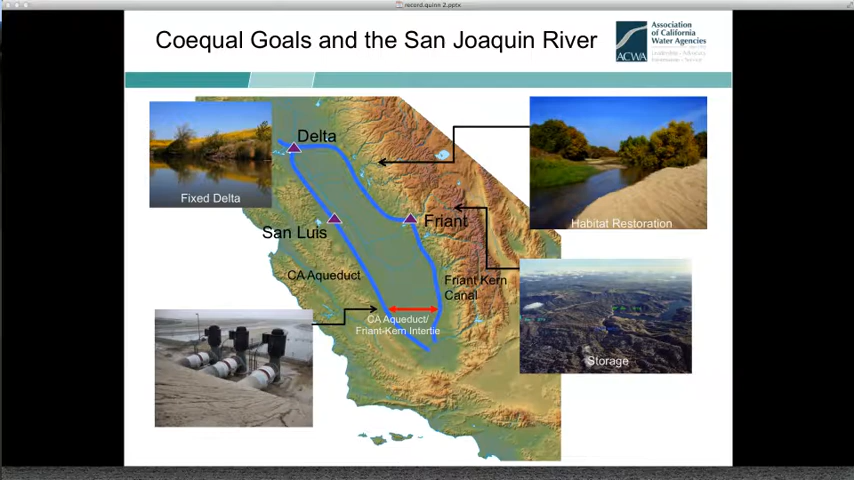 record.quinn 2.pptx
Coequal Goals and the San Joaquin River
Association
of California
Water Agencies
ACWA
Delta
Fixed Delta
Habitat Restoration
San Luis
Friant
CA Aqueduct
Friant Kern
Canal
CA Aqueduct/
Friant-Kern Intertie
Storage